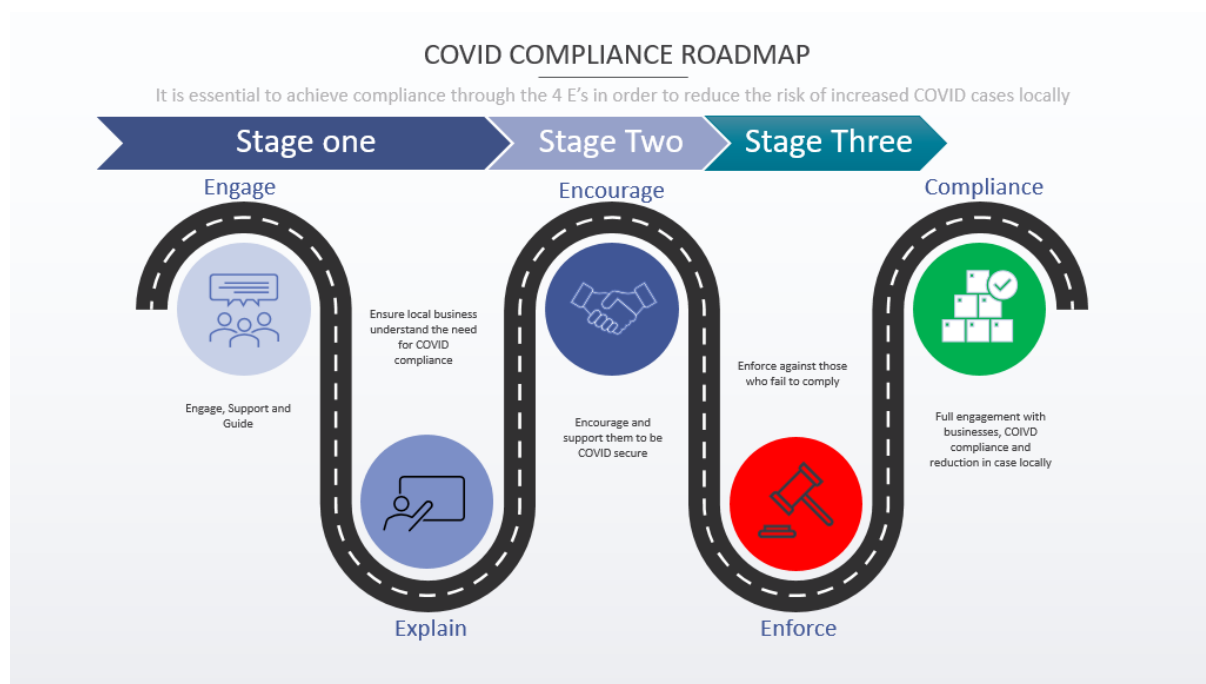 COVID COMPLIANCE ROADMAP
It is essential to achieve compliance through the 4 E's in order to reduce the risk of increased COVID cases locally
Stage one
Stage Two
Stage Three
Engage
Encourage
Compliance
Ensure local business
understand the need
for COVID
compliance
Enforce against those
who fail to comply
Engage, Support and
Guide
Encourage and
support them to be
COVID secure
Full engagement with
businesses, COIVD
compliance and
reduction in case locally
Explain
Enforce